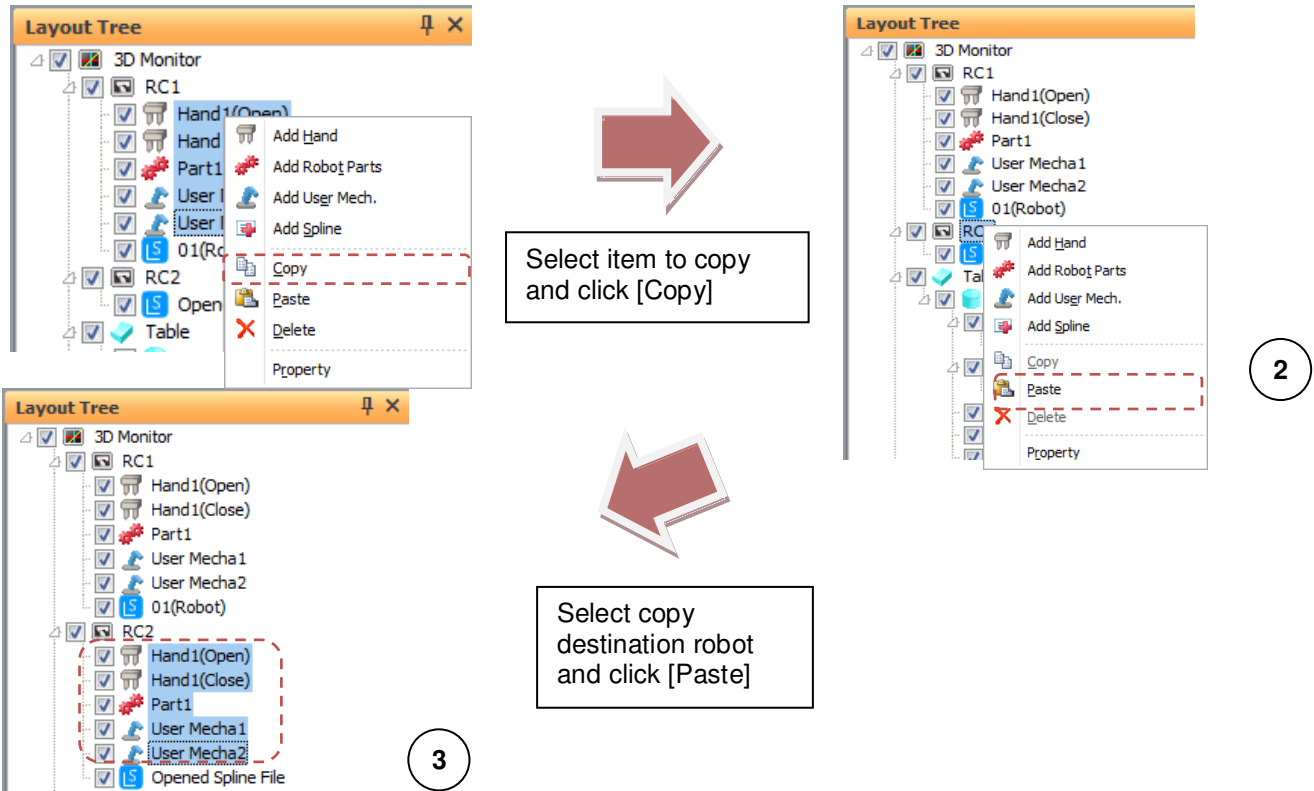 Layout Tree
3D Monitor
RC1
Hand1(Open)
Hand
Part1
User
User
01(Ro
RC2
Open
Table
Add Hand
Add Robot Parts
Add User Mech.
Add Spline
Copy
Paste
Delete
Property
Select item to copy
and click [Copy]
Layout Tree
3D Monitor
RC1
Hand1(Open)
Hand1(Close)
Part1
User Mecha1
User Mecha2
01(Robot)
RC
Tab
Add Hand
Add Robot Parts
Add User Mech.
Add Spline
Copy
Paste
Delete
Property
2
Select copy
destination robot
and click [Paste]
Layout Tree
3D Monitor
RC1
Hand1(Open)
Hand1(Close)
Part1
User Mecha1
User Mecha2
01(Robot)
RC2
Hand1(Open)
Hand1(Close)
Part1
User Mecha1
User Mecha2
Opened Spline File
3